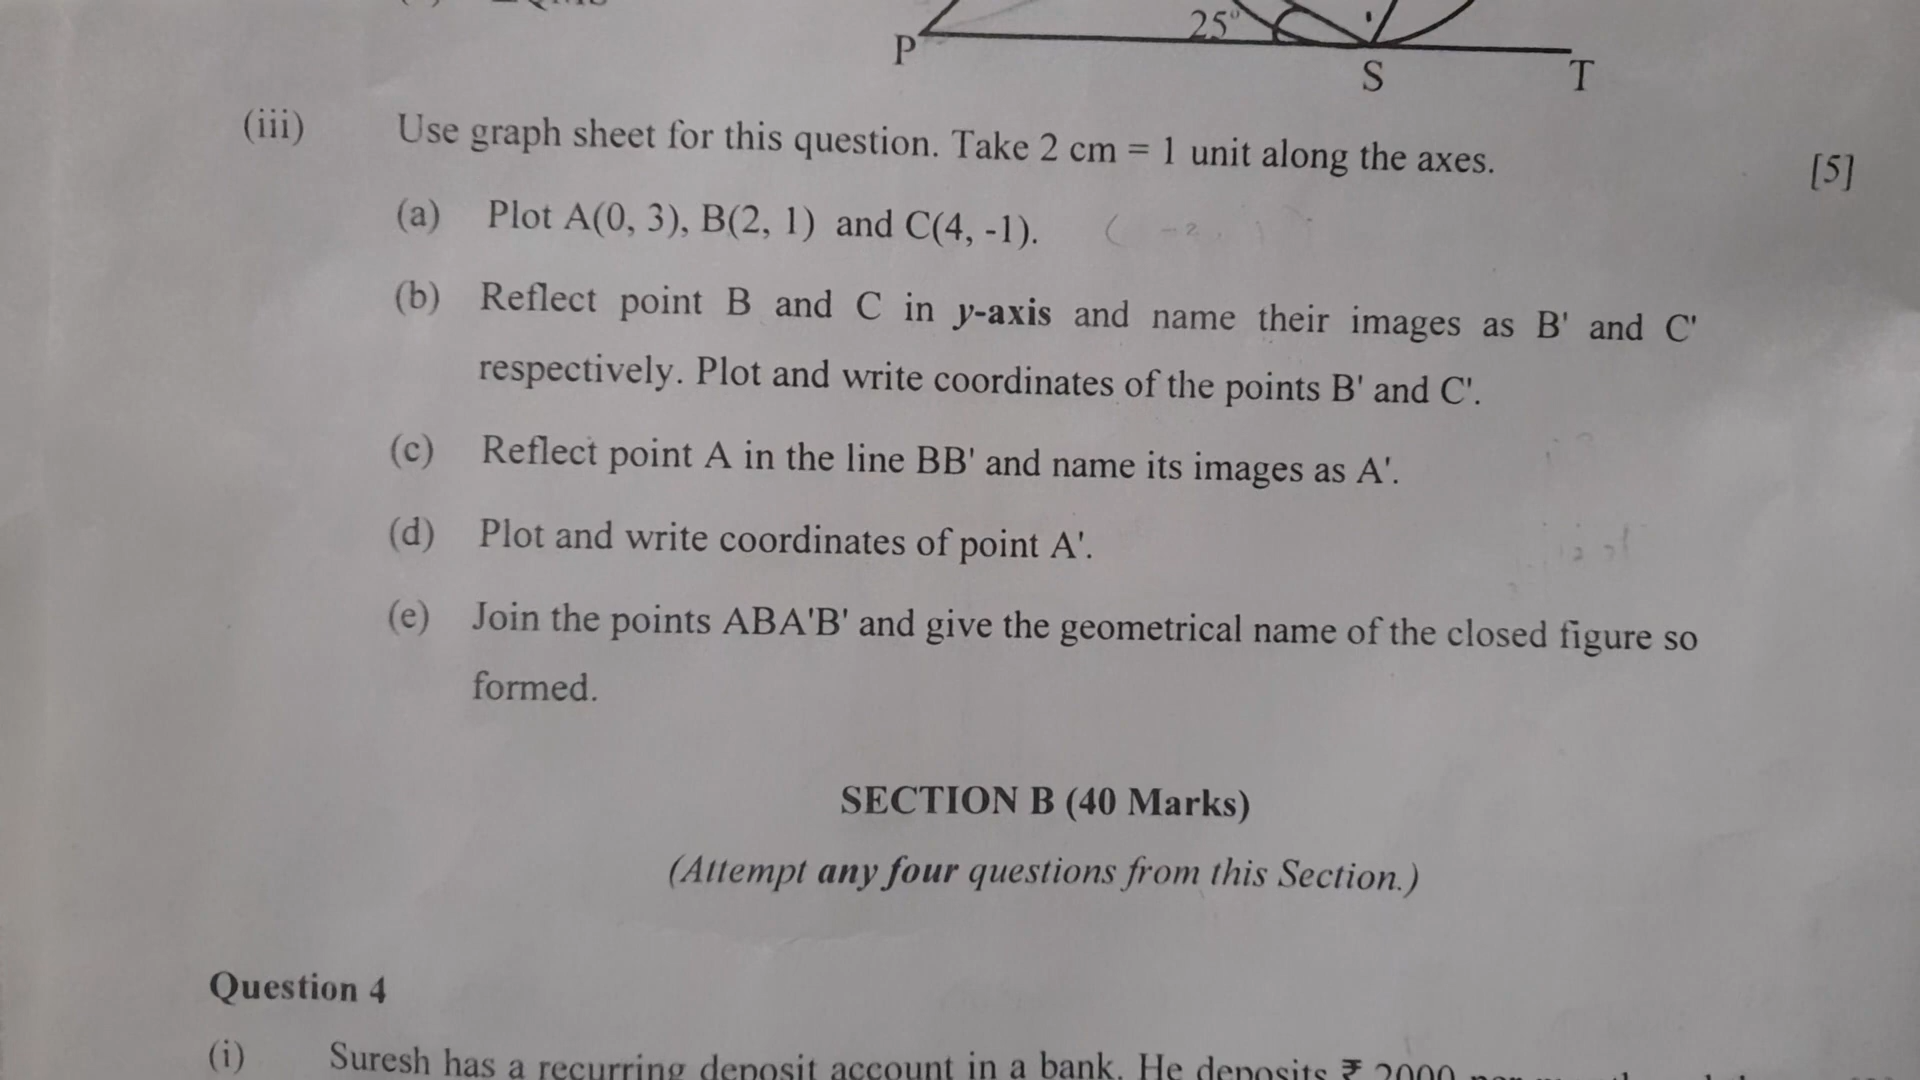 25°
P
S
T
(iii) Use graph sheet for this question. Take 2 cm = 1 unit along the axes. [5]
(a) Plot A(0, 3), B(2, 1) and C(4, -1). ( -2, 1 )
(b) Reflect point B and C in y-axis and name their images as B' and C'
respectively. Plot and write coordinates of the points B' and C'.
(c) Reflect point A in the line BB' and name its images as A'.
(d) Plot and write coordinates of point A'.
(e) Join the points ABA'B' and give the geometrical name of the closed figure so
formed.
SECTION B (40 Marks)
(Attempt any four questions from this Section.)
Question 4
(i) Suresh has a recurring deposit account in a bank. He deposits ₹ 2000